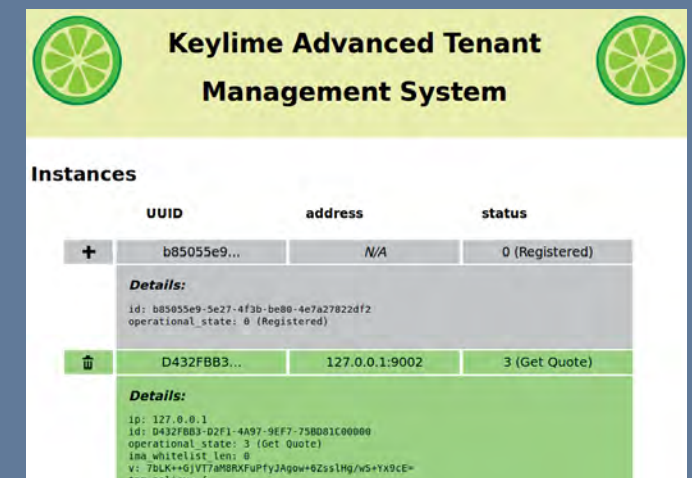 Keylime Advanced Tenant
Management System
Instances
UUID address status
+ b85055e9... N/A 0 (Registered)
Details:
id: b85055e9-5e27-4f3b-be80-4e7a27822df2
operational_state: 0 (Registered)
D432FBB3... 127.0.0.1:9002 3 (Get Quote)
Details:
ip: 127.0.0.1
id: D432FBB3-D2F1-4A97-9EF7-75BD81C00000
operational_state: 3 (Get Quote)
ima_whitelist_len: 0
v: 7bLK++GjVT7aM8RXFuPfyJAgow+6ZsslHg/wS+Yx9cE=